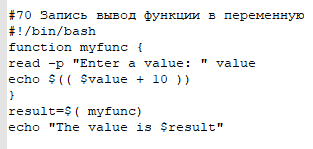 #70 Запись вывод функции в переменную
#!/bin/bash
function myfunc {
read -p "Enter a value: " value
echo $(( $value + 10 ))
}
result=$( myfunc)
echo "The value is $result"